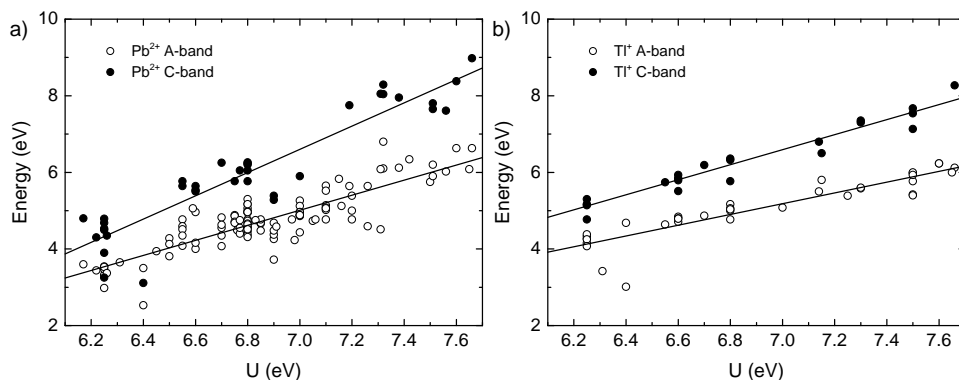 a)
Pb²⁺ A-band
Pb²⁺ C-band
Energy (eV)
10
8
6
4
2
6.2 6.4 6.6 6.8 7.0 7.2 7.4 7.6
U (eV)
b)
Tl⁺ A-band
Tl⁺ C-band
Energy (eV)
10
8
6
4
2
6.2 6.4 6.6 6.8 7.0 7.2 7.4 7.6
U (eV)